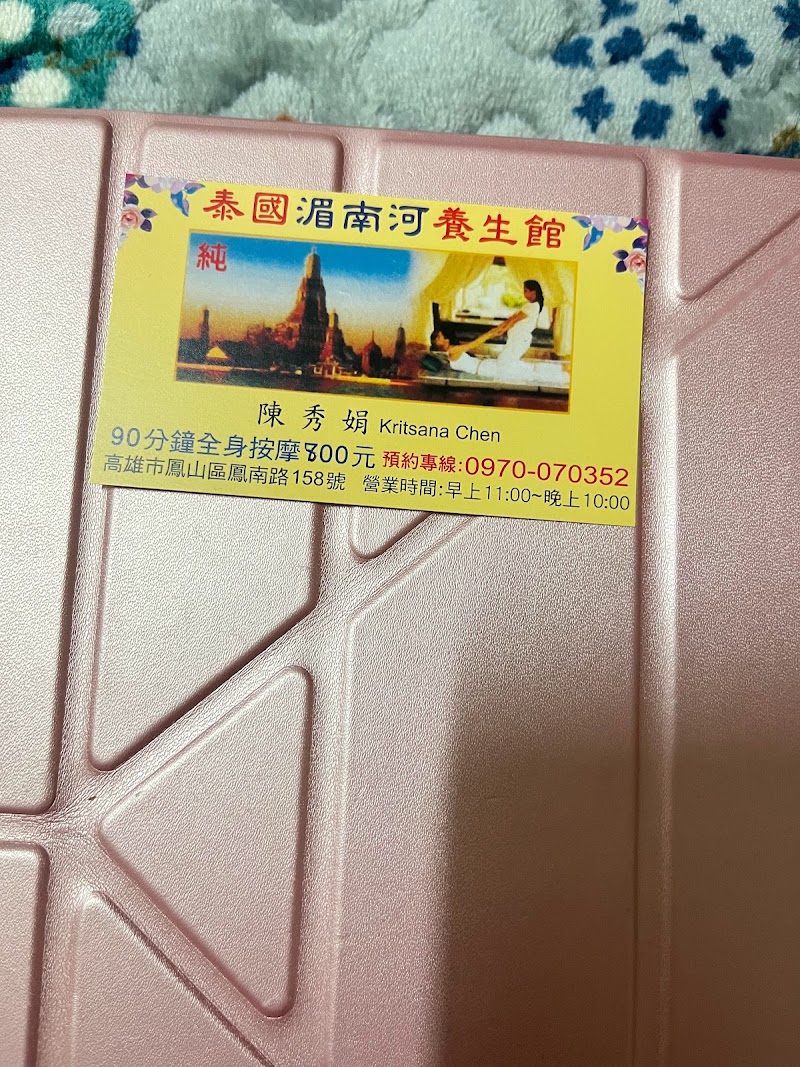 泰國湄南河養生館
純
陳秀娟 Kritsana Chen
90分鐘全身按摩800元 預約專線:0970-070352
高雄市鳳山區鳳南路158號 營業時間:早上11:00~晚上10:00